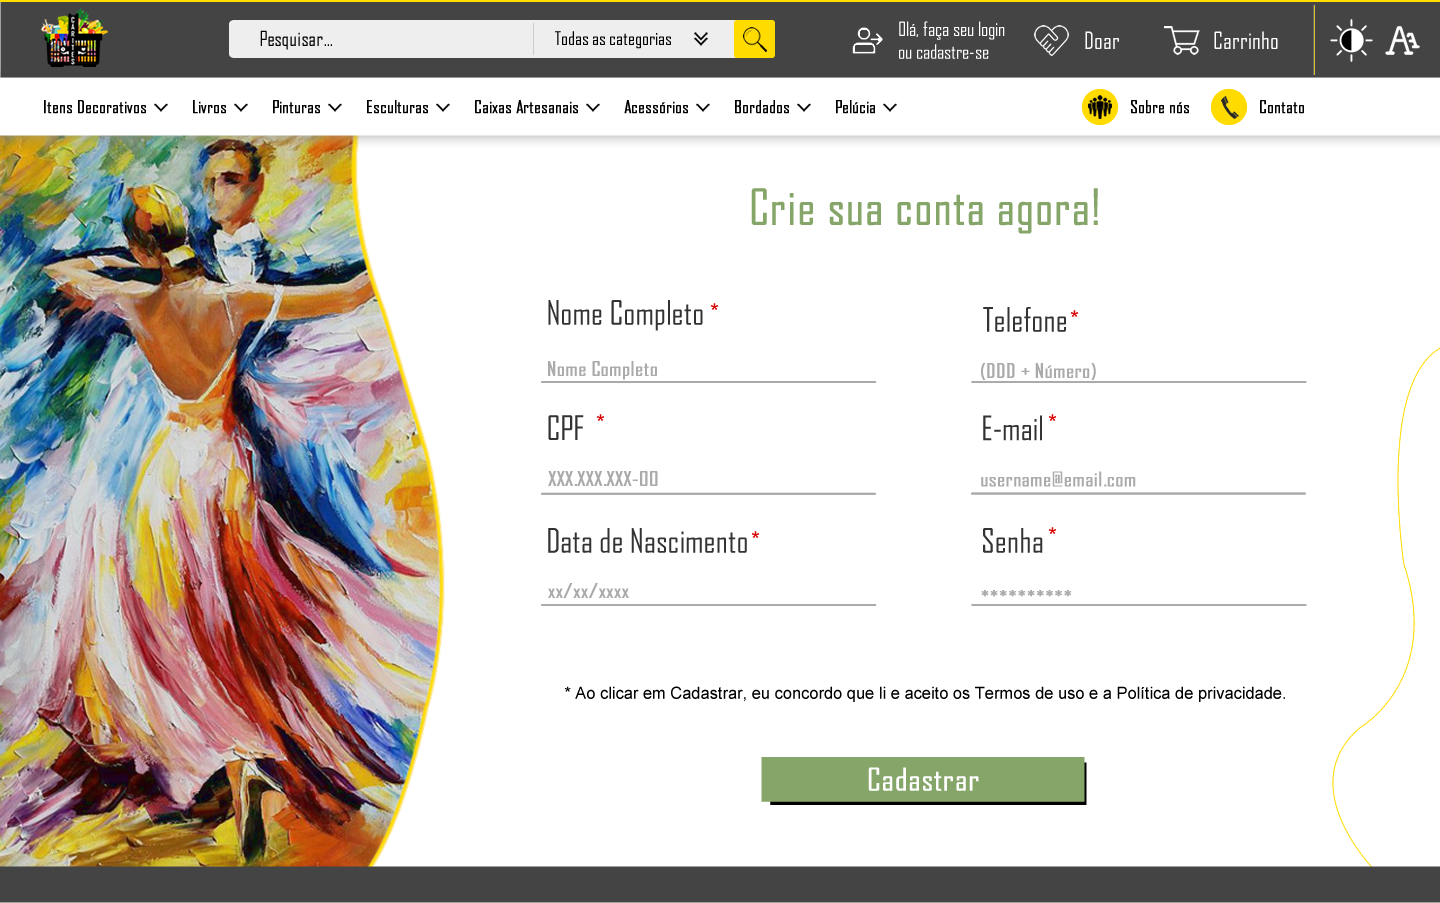 CARITAS
Pesquisar...
Todas as categorias
Olá, faça seu login
ou cadastre-se
Doar
Carrinho
Itens Decorativos
Livros
Pinturas
Esculturas
Caixas Artesanais
Acessórios
Bordados
Pelúcia
Sobre nós
Contato
Crie sua conta agora!
Nome Completo *
Nome Completo
Telefone *
(DDD + Número)
CPF *
XXX.XXX.XXX-00
E-mail *
username@email.com
Data de Nascimento *
xx/xx/xxxx
Senha *
**********
* Ao clicar em Cadastrar, eu concordo que li e aceito os Termos de uso e a Política de privacidade.
Cadastrar